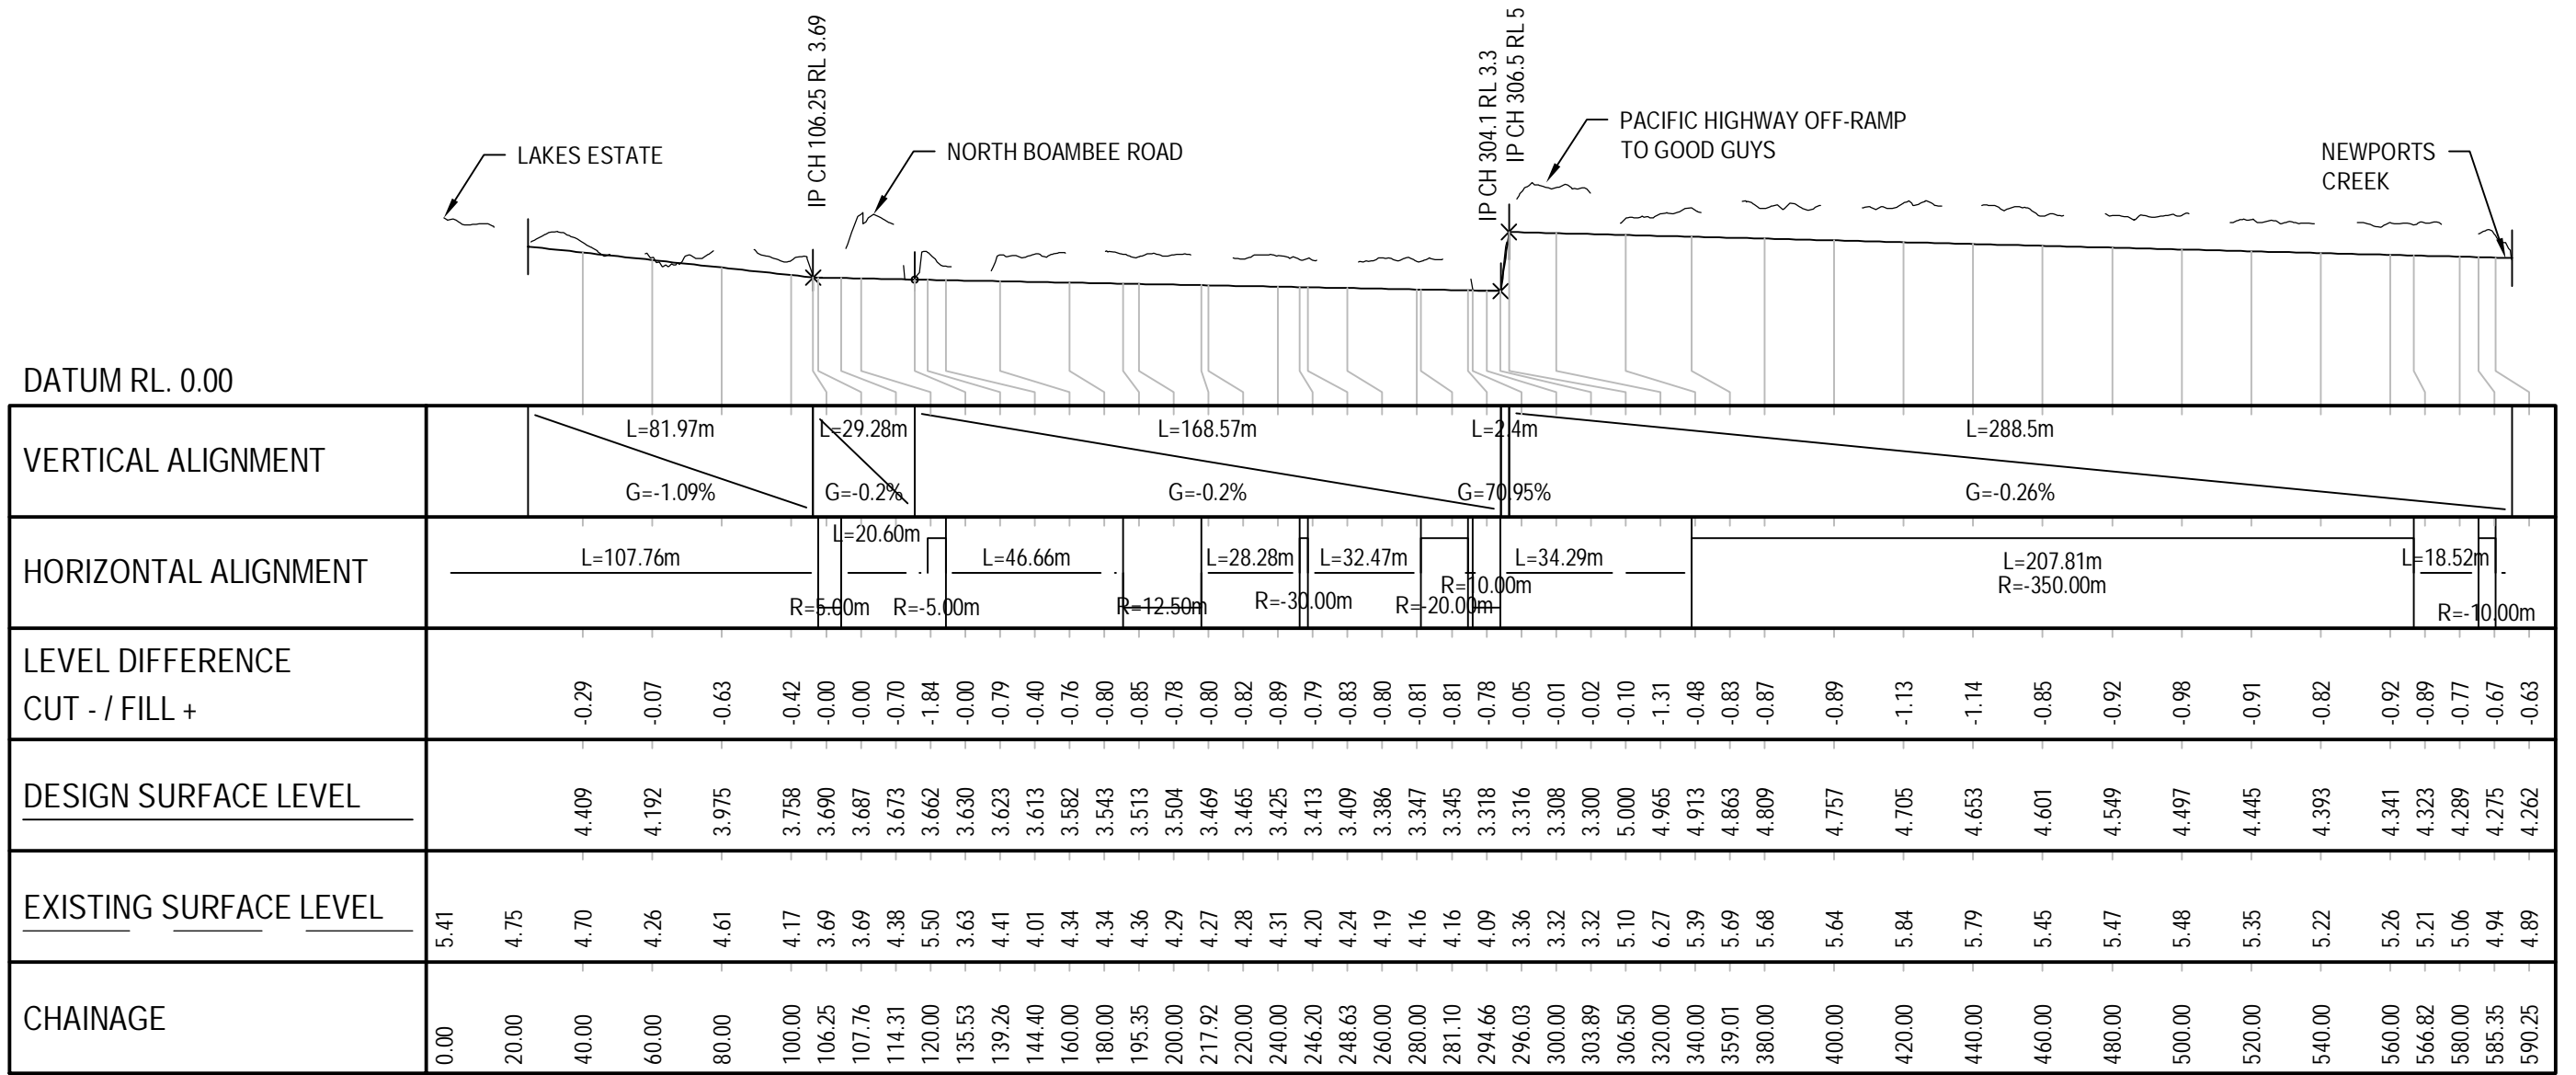 IP CH 106.25 RL 3.69
IP CH 304.1 RL 3.3
IP CH 306.5 RL 5
LAKES ESTATE
NORTH BOAMBEE ROAD
PACIFIC HIGHWAY OFF-RAMP
TO GOOD GUYS
NEWPORTS
CREEK
DATUM RL. 0.00
VERTICAL ALIGNMENT
L=81.97m L=29.28m L=168.57m L=2.4m L=288.5m
G=-1.09% G=-0.2% G=-0.2% G=70.95% G=-0.26%
HORIZONTAL ALIGNMENT
L=107.76m L=20.60m L=46.66m L=28.28m L=32.47m L=34.29m L=207.81m L=18.52m
R=5.00m R=-5.00m R=12.50m R=-30.00m R=-20.00m R=10.00m R=-350.00m R=-10.00m
LEVEL DIFFERENCE
CUT - / FILL +
-0.29 -0.07 -0.63 -0.42 -0.00 -0.00 -0.70 -1.84 -0.00 -0.79 -0.40 -0.76 -0.80 -0.85 -0.78 -0.80 -0.82 -0.89 -0.79 -0.83 -0.80 -0.81 -0.81 -0.78 -0.05 -0.01 -0.02 -0.10 -1.31 -0.48 -0.83 -0.87 -0.89 -1.13 -1.14 -0.85 -0.92 -0.98 -0.91 -0.82 -0.92 -0.89 -0.77 -0.67 -0.63
DESIGN SURFACE LEVEL
4.409 4.192 3.975 3.758 3.690 3.687 3.673 3.662 3.630 3.623 3.613 3.582 3.543 3.513 3.504 3.469 3.465 3.425 3.413 3.409 3.386 3.347 3.345 3.318 3.316 3.308 3.300 5.000 4.965 4.913 4.863 4.809 4.757 4.705 4.653 4.601 4.549 4.497 4.445 4.393 4.341 4.323 4.289 4.275 4.262
EXISTING SURFACE LEVEL
5.41 4.75 4.70 4.26 4.61 4.17 3.69 3.69 4.38 5.50 3.63 4.41 4.01 4.34 4.34 4.36 4.29 4.27 4.28 4.31 4.20 4.24 4.19 4.16 4.16 4.09 3.36 3.32 3.32 5.10 6.27 5.39 5.69 5.68 5.64 5.84 5.79 5.45 5.47 5.48 5.35 5.22 5.26 5.21 5.06 4.94 4.89
CHAINAGE
0.00 20.00 40.00 60.00 80.00 100.00 106.25 107.76 114.31 120.00 135.53 139.26 144.40 160.00 180.00 195.35 200.00 217.92 220.00 240.00 246.20 248.63 260.00 280.00 281.10 294.66 296.03 300.00 303.89 306.50 320.00 340.00 359.01 380.00 400.00 420.00 440.00 460.00 480.00 500.00 520.00 540.00 560.00 566.82 580.00 585.35 590.25